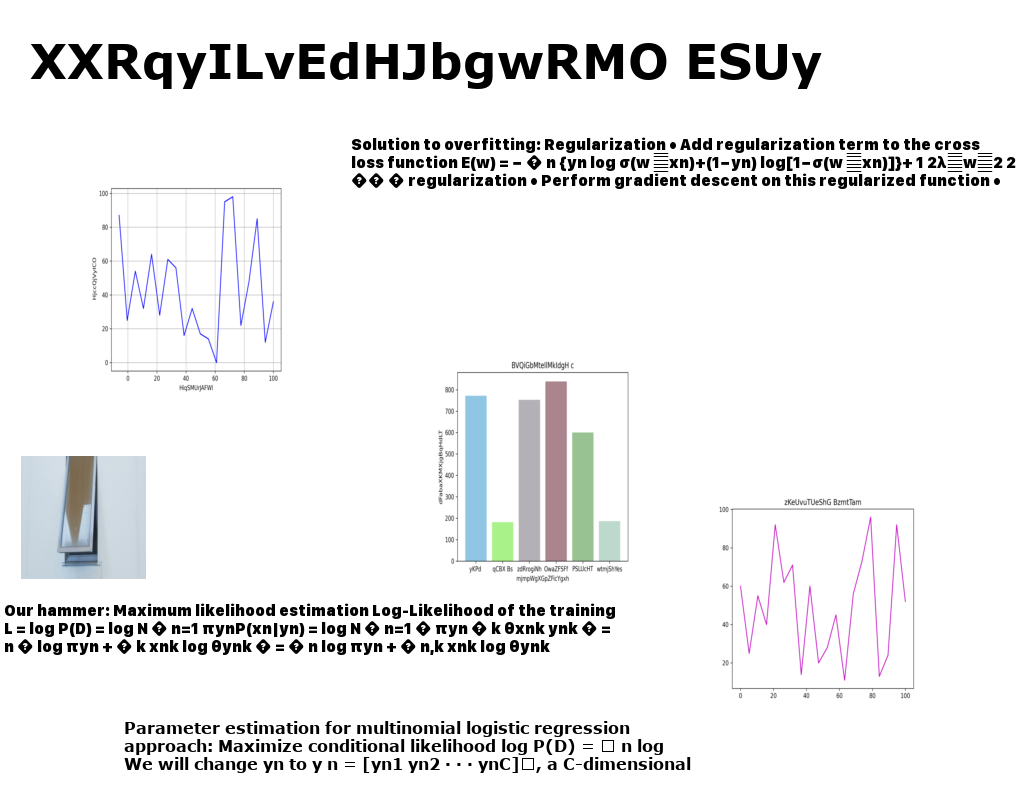 XXRqyILvEdHJbgwRMO ESUy
Solution to overfitting: Regularization • Add regularization term to the cross
loss function E(w) = − � n {yn log σ(w xn)+(1−yn) log[1−σ(w xn)]}+ 1 2λ w 2 2
� � � regularization • Perform gradient descent on this regularized function •
100
80
60
40
20
0
HjccQjVytCO
0 20 40 60 80 100
HiqSMUrjAFWI
BVQiGbMtellMkldgH c
800
700
600
500
400
300
200
100
0
yKPd qCBX Bs zdRrogiNh OwaZFSFf PSLUcHT wtmjShYes
mjmpWgXGpZFicYgxh
zKeUvuTUeShG BzmtTam
100
80
60
40
20
0 20 40 60 80 100
Our hammer: Maximum likelihood estimation Log-Likelihood of the training
L = log P(D) = log N � n=1 πynP(xn|yn) = log N � n=1 � πyn � k θxnk ynk � =
n � log πyn + � k xnk log θynk � = � n log πyn + � n,k xnk log θynk
Parameter estimation for multinomial logistic regression
approach: Maximize conditional likelihood log P(D) = □ n log
We will change yn to y n = [yn1 yn2 · · · ynC]□, a C-dimensional